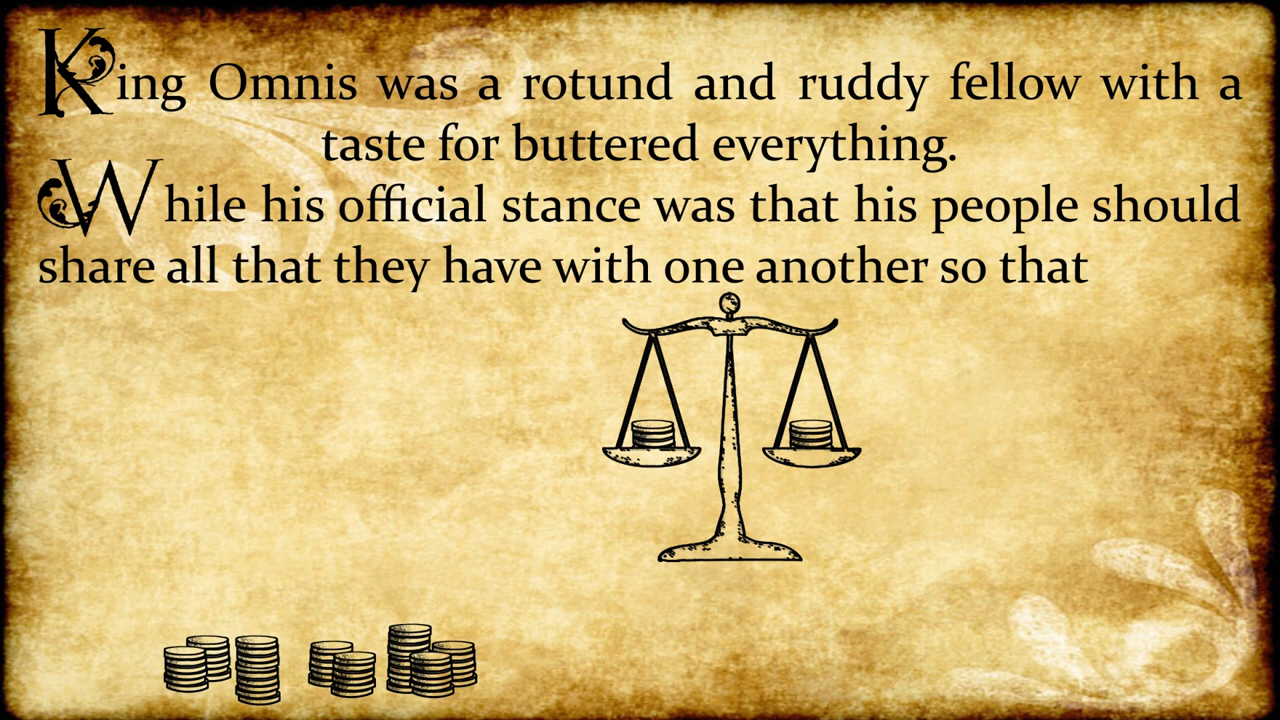 King Omnis was a rotund and ruddy fellow with a
taste for buttered everything.
While his official stance was that his people should
share all that they have with one another so that